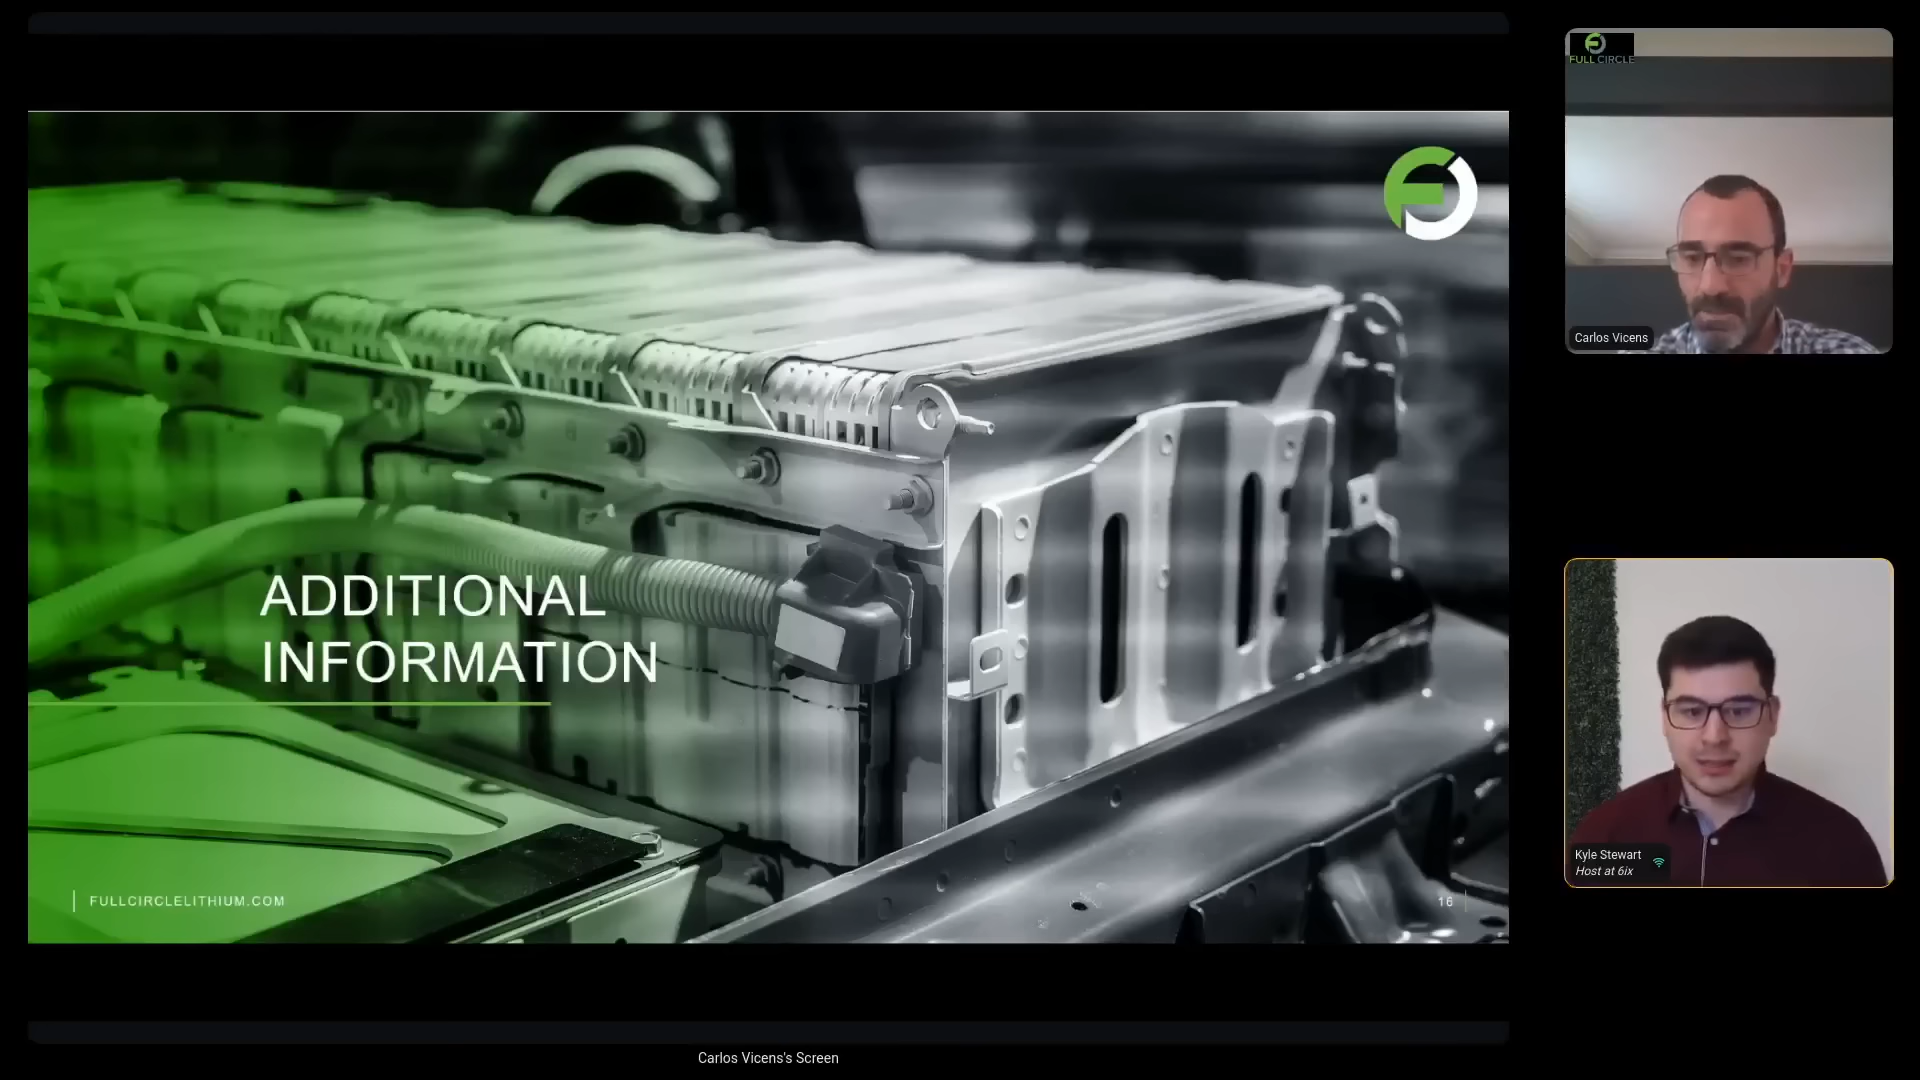 ADDITIONAL
INFORMATION
FULLCIRCLELITHIUM.COM
16
Carlos Vicens's Screen
FULL CIRCLE
Carlos Vicens
Kyle Stewart
Host at 6ix